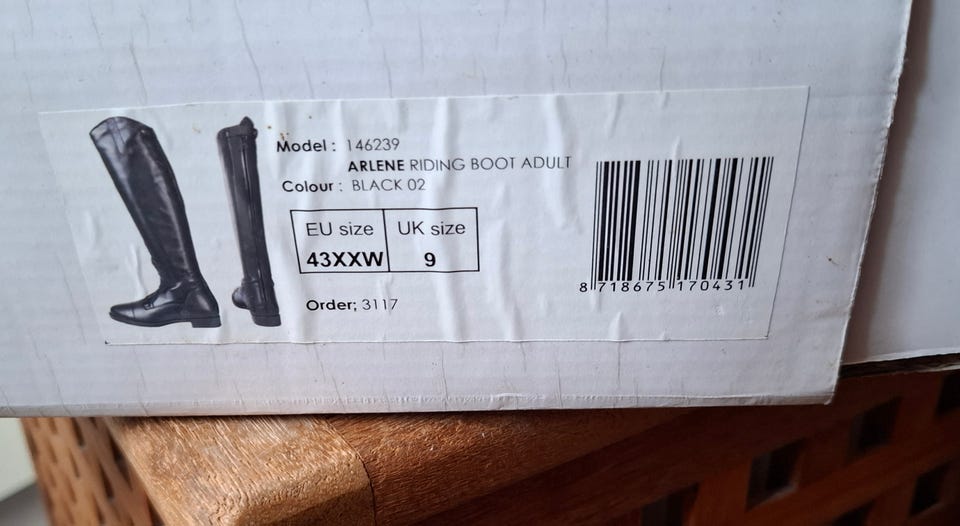 Model : 146239
ARLENE RIDING BOOT ADULT
Colour : BLACK 02
EU size UK size
43XXW 9
Order; 3117
8 718675 170431